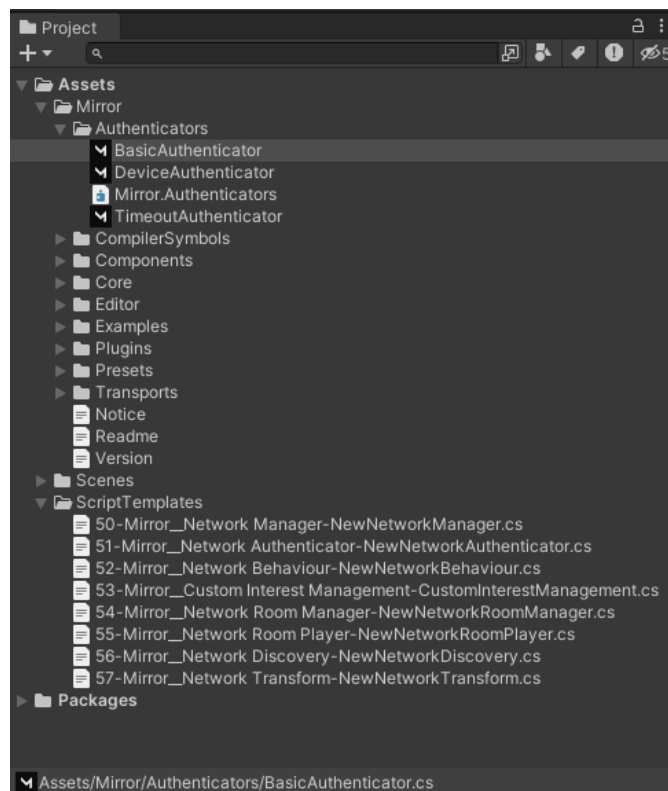 Project
5
Assets
Mirror
Authenticators
BasicAuthenticator
DeviceAuthenticator
Mirror.Authenticators
TimeoutAuthenticator
CompilerSymbols
Components
Core
Editor
Examples
Plugins
Presets
Transports
Notice
Readme
Version
Scenes
ScriptTemplates
50-Mirror__Network Manager-NewNetworkManager.cs
51-Mirror__Network Authenticator-NewNetworkAuthenticator.cs
52-Mirror__Network Behaviour-NewNetworkBehaviour.cs
53-Mirror__Custom Interest Management-CustomInterestManagement.cs
54-Mirror__Network Room Manager-NewNetworkRoomManager.cs
55-Mirror__Network Room Player-NewNetworkRoomPlayer.cs
56-Mirror__Network Discovery-NewNetworkDiscovery.cs
57-Mirror__Network Transform-NewNetworkTransform.cs
Packages
Assets/Mirror/Authenticators/BasicAuthenticator.cs